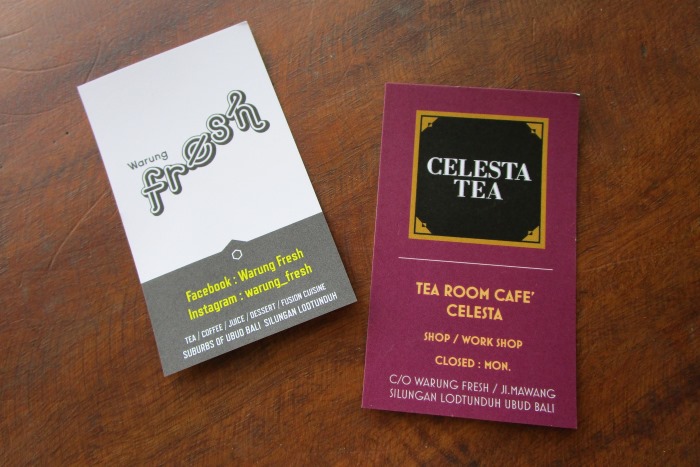 Warung
frøsh
Facebook : Warung Fresh
Instagram : warung_fresh
TEA / COFFEE / JUICE / DESSERT / FUSION CUISINE
SUBURBS OF UBUD BALI SILUNGAN LODTUNDUH
CELESTA
TEA
TEA ROOM CAFE'
CELESTA
SHOP / WORK SHOP
CLOSED : MON.
C/O WARUNG FRESH / Jl.MAWANG
SILUNGAN LODTUNDUH UBUD BALI